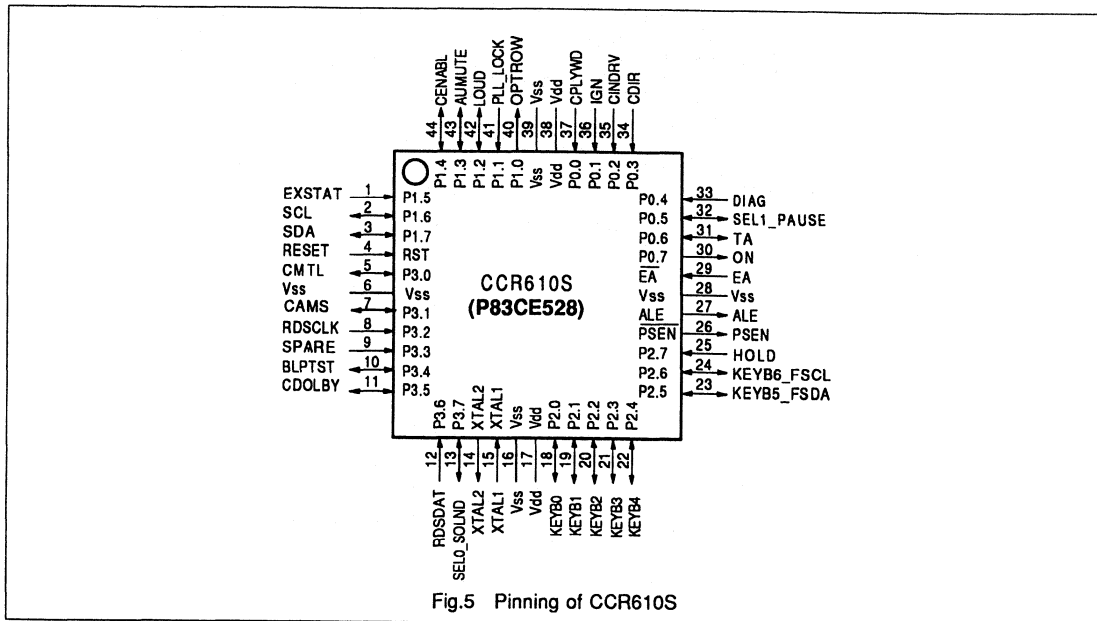 CENABL
AUMUTE
LOUD
PLL_LOCK
OPTROW
Vss
Vdd
CPLYWD
IGN
CINDRV
CDIR
44
43
42
41
40
39
38
37
36
35
34
P1.4
P1.3
P1.2
P1.1
P1.0
Vss
Vdd
P0.0
P0.1
P0.2
P0.3
EXSTAT 1 P1.5
SCL 2 P1.6
SDA 3 P1.7
RESET 4 RST
CMTL 5 P3.0
Vss 6 Vss
CAMS 7 P3.1
RDSCLK 8 P3.2
SPARE 9 P3.3
BLPTST 10 P3.4
CDOLBY 11 P3.5
CCR610S
(P83CE528)
P0.4 33 DIAG
P0.5 32 SEL1_PAUSE
P0.6 31 TA
P0.7 30 ON
EA 29 EA
Vss 28 Vss
ALE 27 ALE
PSEN 26 PSEN
P2.7 25 HOLD
P2.6 24 KEYB6_FSCL
P2.5 23 KEYB5_FSDA
P3.6
P3.7
XTAL2
XTAL1
Vss
Vdd
P2.0
P2.1
P2.2
P2.3
P2.4
12
13
14
15
16
17
18
19
20
21
22
RDSDAT
SEL0_SOLND
XTAL2
XTAL1
Vss
Vdd
KEYB0
KEYB1
KEYB2
KEYB3
KEYB4
Fig.5 Pinning of CCR610S